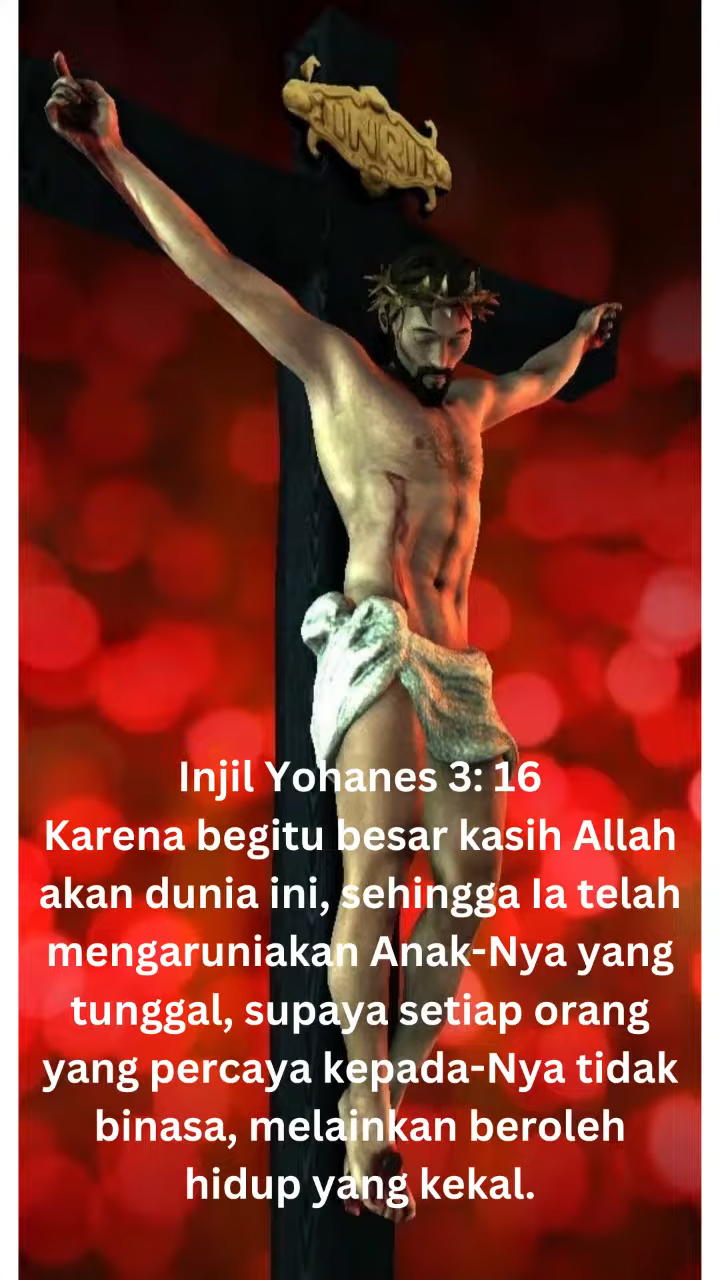 INRI
Injil Yohanes 3: 16
Karena begitu besar kasih Allah
akan dunia ini, sehingga Ia telah
mengaruniakan Anak-Nya yang
tunggal, supaya setiap orang
yang percaya kepada-Nya tidak
binasa, melainkan beroleh
hidup yang kekal.